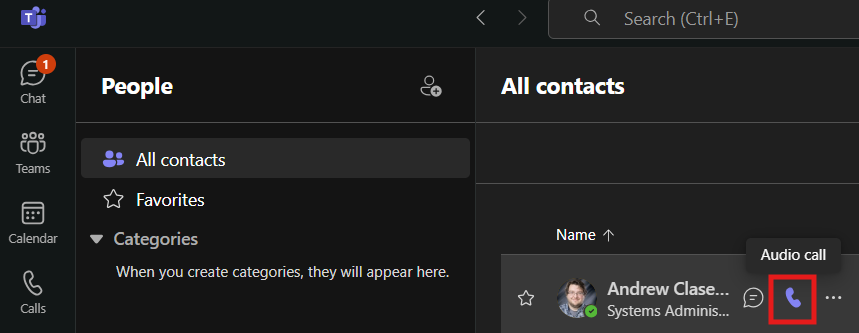 T
Search (Ctrl+E)
1
Chat
Teams
Calendar
Calls
People
All contacts
Favorites
Categories
When you create categories, they will appear here.
All contacts
Name
Audio call
Andrew Clase...
Systems Adminis...